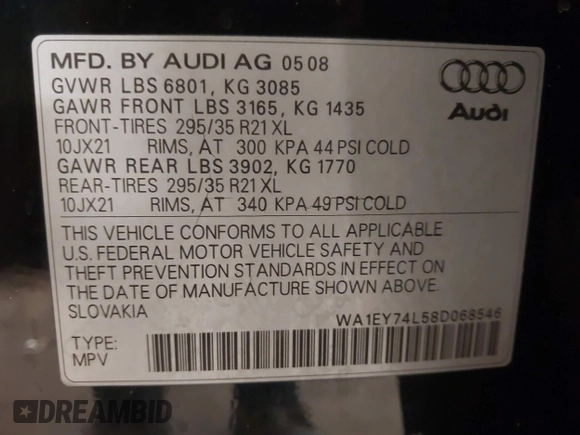 MFD. BY AUDI AG 05 08
GVWR LBS 6801, KG 3085
GAWR FRONT LBS 3165, KG 1435
FRONT-TIRES 295/35 R21 XL
10JX21 RIMS, AT 300 KPA 44 PSI COLD
GAWR REAR LBS 3902, KG 1770
REAR-TIRES 295/35 R21 XL
10JX21 RIMS, AT 340 KPA 49 PSI COLD
Audi
THIS VEHICLE CONFORMS TO ALL APPLICABLE
U.S. FEDERAL MOTOR VEHICLE SAFETY AND
THEFT PREVENTION STANDARDS IN EFFECT ON
THE DATE OF MANUFACTURE SHOWN ABOVE.
SLOVAKIA
WA1EY74L58D068546
TYPE:
MPV
DREAMBID